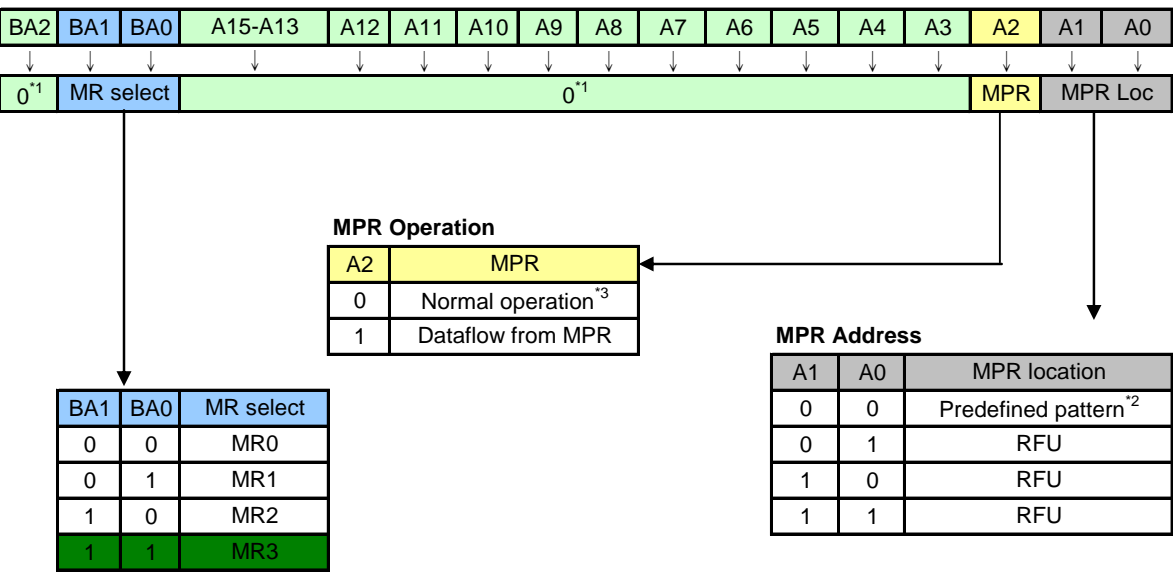 BA2 BA1 BA0 A15-A13 A12 A11 A10 A9 A8 A7 A6 A5 A4 A3 A2 A1 A0
0*1 MR select 0*1 MPR MPR Loc
MPR Operation
A2 MPR
0 Normal operation*3
1 Dataflow from MPR
MPR Address
A1 A0 MPR location
0 0 Predefined pattern*2
0 1 RFU
1 0 RFU
1 1 RFU
BA1 BA0 MR select
0 0 MR0
0 1 MR1
1 0 MR2
1 1 MR3